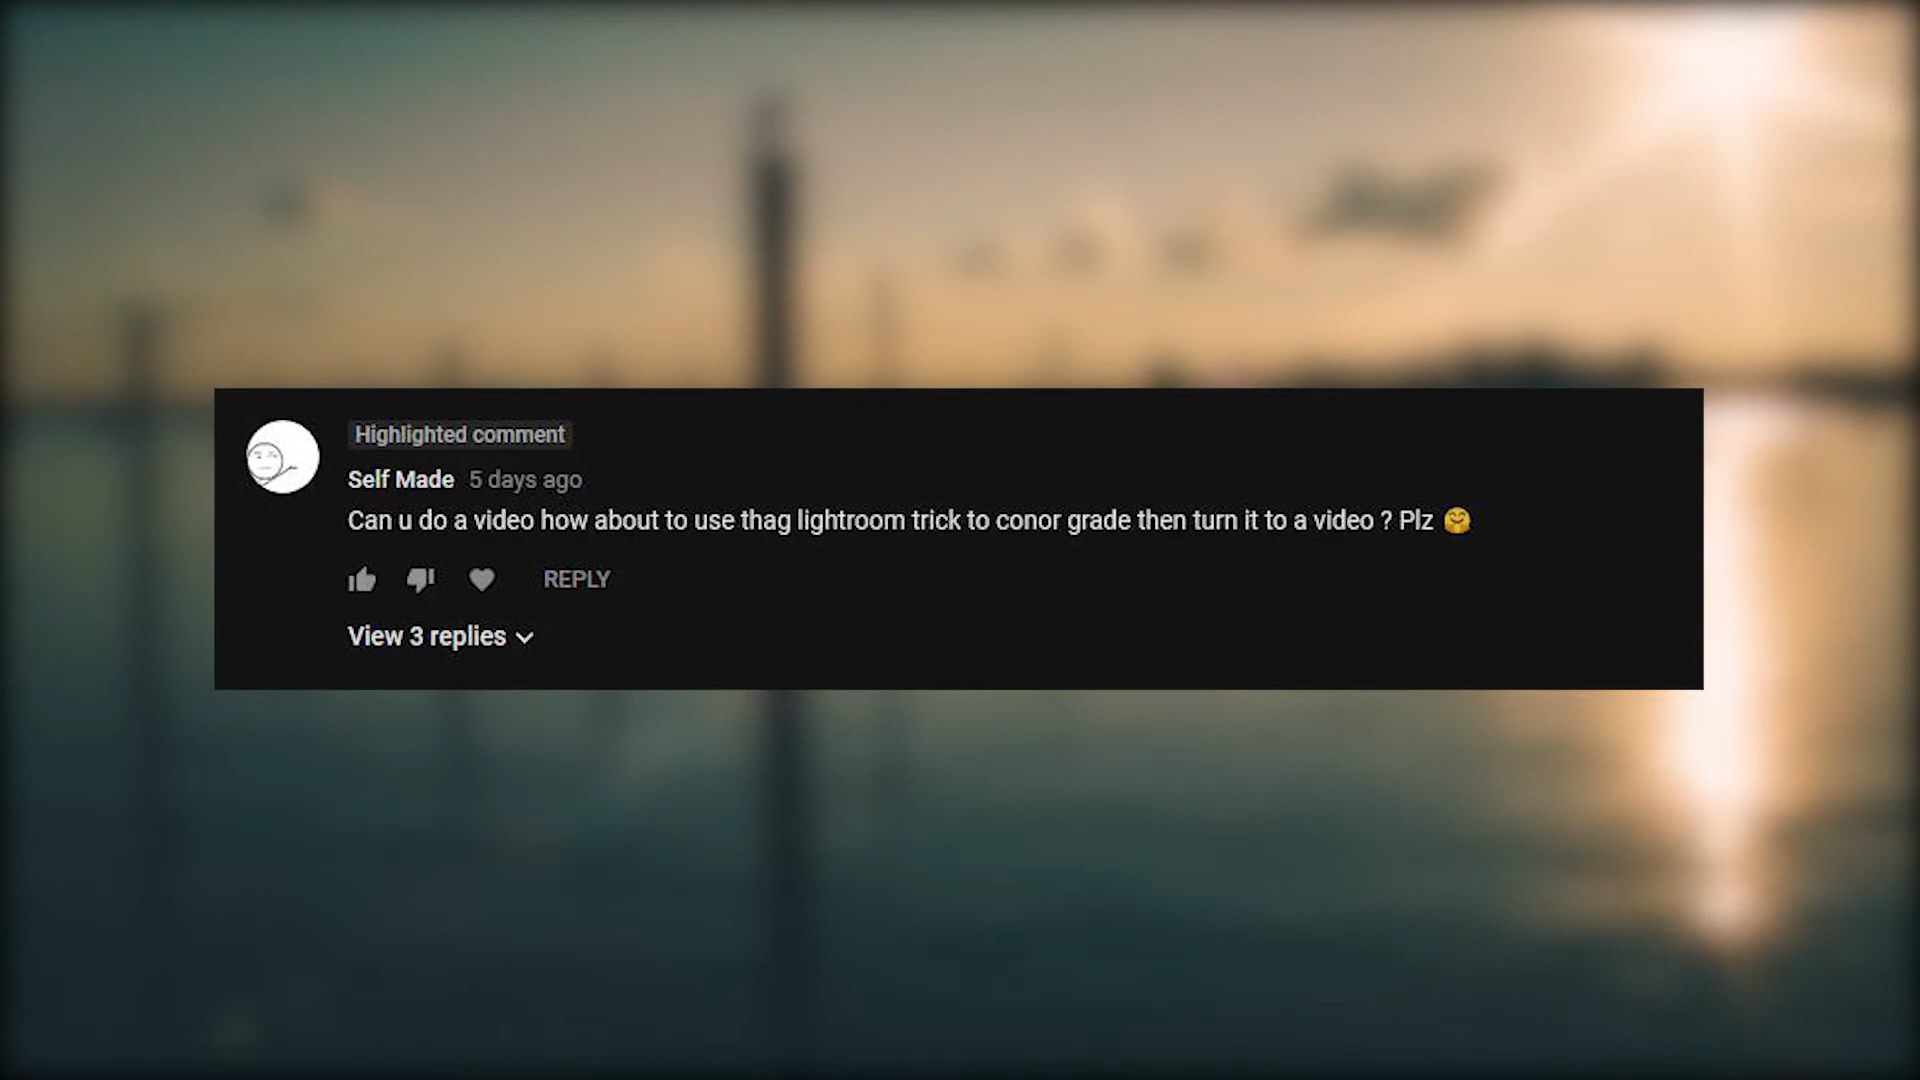 Highlighted comment
Self Made 5 days ago
Can u do a video how about to use thag lightroom trick to conor grade then turn it to a video ? Plz 🤗
REPLY
View 3 replies